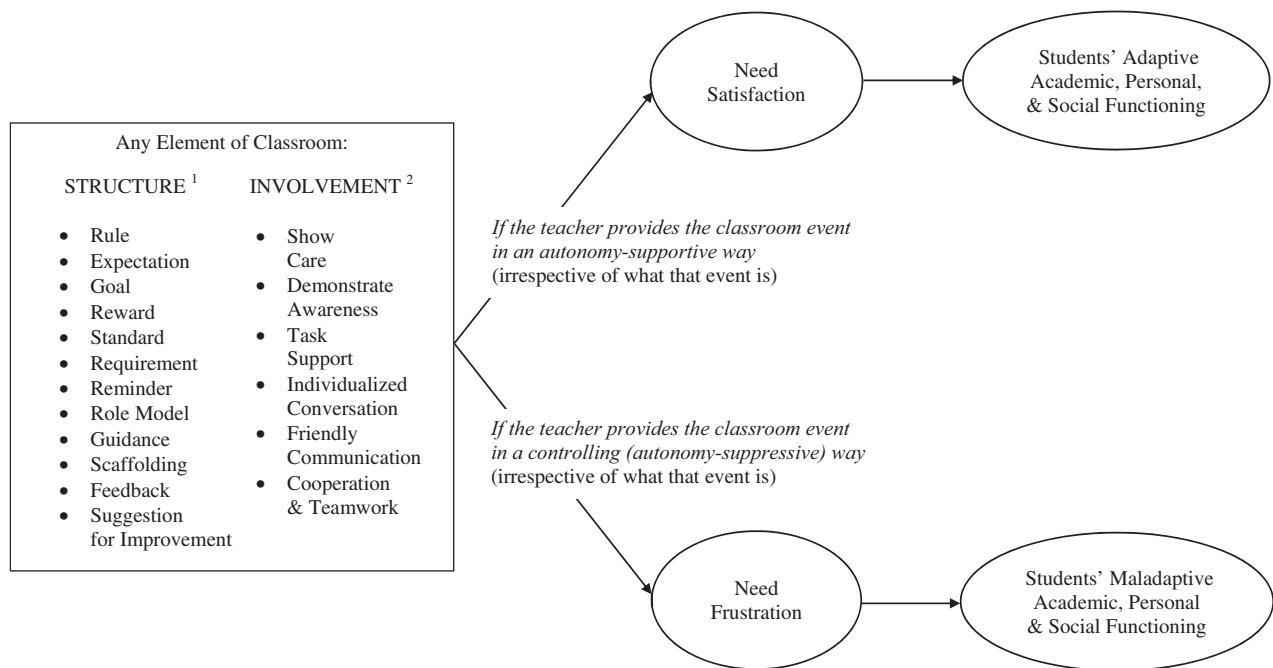 Any Element of Classroom:
STRUCTURE 1
• Rule
• Expectation
• Goal
• Reward
• Standard
• Requirement
• Reminder
• Role Model
• Guidance
• Scaffolding
• Feedback
• Suggestion
for Improvement
INVOLVEMENT 2
• Show
Care
• Demonstrate
Awareness
• Task
Support
• Individualized
Conversation
• Friendly
Communication
• Cooperation
& Teamwork
If the teacher provides the classroom event
in an autonomy-supportive way
(irrespective of what that event is)
Need
Satisfaction
Students’ Adaptive
Academic, Personal,
& Social Functioning
If the teacher provides the classroom event
in a controlling (autonomy-suppressive) way
(irrespective of what that event is)
Need
Frustration
Students’ Maladaptive
Academic, Personal
& Social Functioning